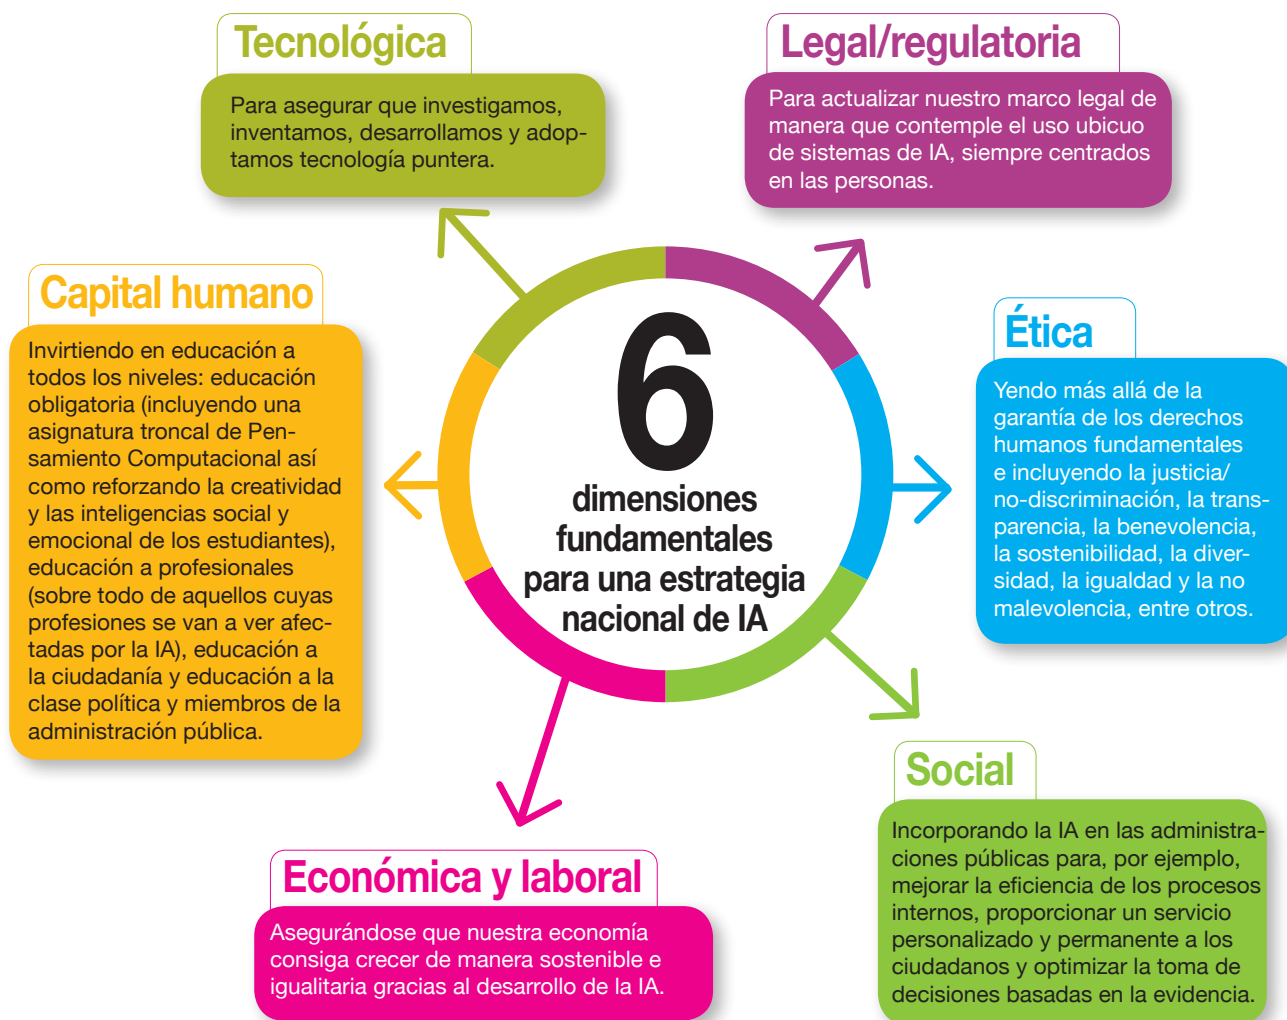 Tecnológica
Para asegurar que investigamos,
inventamos, desarrollamos y adop-
tamos tecnología puntera.
Legal/regulatoria
Para actualizar nuestro marco legal de
manera que contemple el uso ubicuo
de sistemas de IA, siempre centrados
en las personas.
Capital humano
Invirtiendo en educación a
todos los niveles: educación
obligatoria (incluyendo una
asignatura troncal de Pen-
samiento Computacional así
como reforzando la creatividad
y las inteligencias social y
emocional de los estudiantes),
educación a profesionales
(sobre todo de aquellos cuyas
profesiones se van a ver afec-
tadas por la IA), educación a
la ciudadanía y educación a la
clase política y miembros de la
administración pública.
6
dimensiones
fundamentales
para una estrategia
nacional de IA
Ética
Yendo más allá de la
garantía de los derechos
humanos fundamentales
e incluyendo la justicia/
no-discriminación, la trans-
parencia, la benevolencia,
la sostenibilidad, la diver-
sidad, la igualdad y la no
malevolencia, entre otros.
Social
Incorporando la IA en las administra-
ciones públicas para, por ejemplo,
mejorar la eficiencia de los procesos
internos, proporcionar un servicio
personalizado y permanente a los
ciudadanos y optimizar la toma de
decisiones basadas en la evidencia.
Económica y laboral
Asegurándose que nuestra economía
consiga crecer de manera sostenible e
igualitaria gracias al desarrollo de la IA.